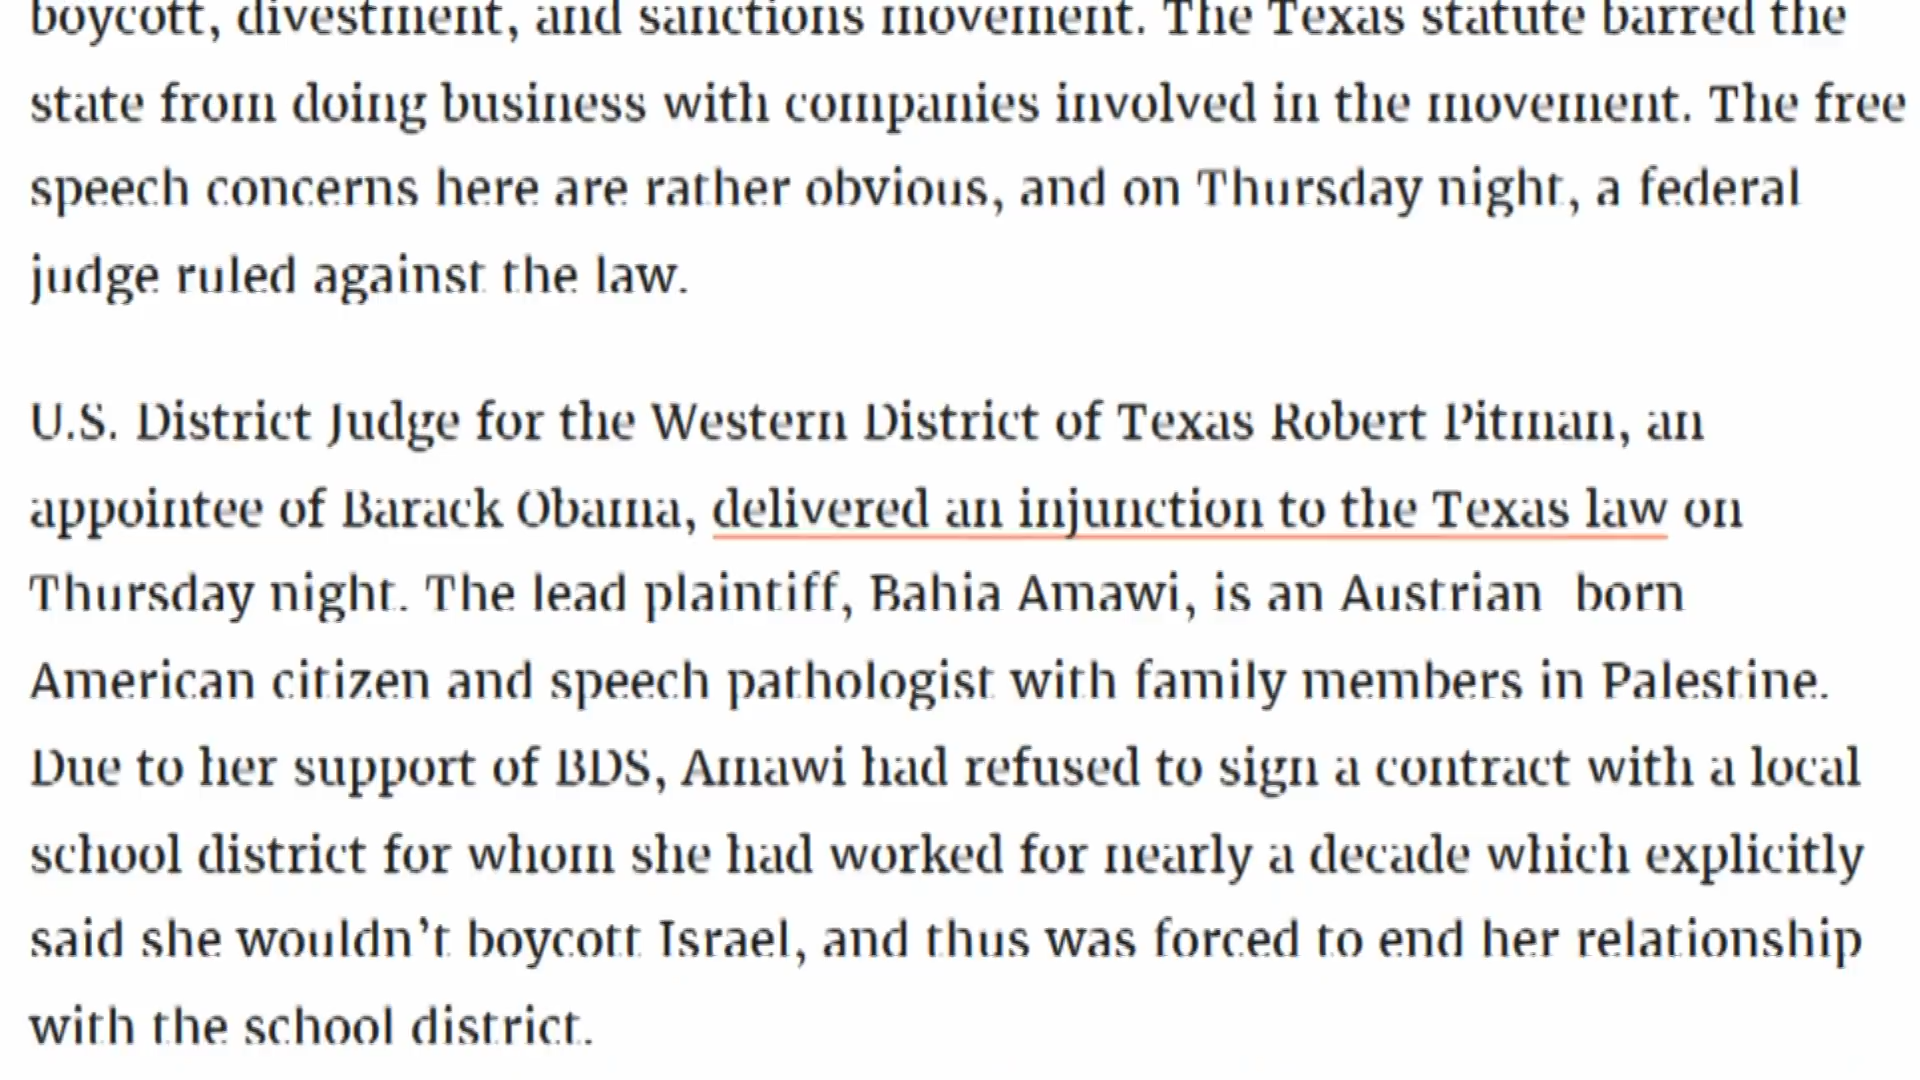 boycott, divestment, and sanctions movement. The Texas statute barred the
state from doing business with companies involved in the movement. The free
speech concerns here are rather obvious, and on Thursday night, a federal
judge ruled against the law.
U.S. District Judge for the Western District of Texas Robert Pitman, an
appointee of Barack Obama, delivered an injunction to the Texas law on
Thursday night. The lead plaintiff, Bahia Amawi, is an Austrian born
American citizen and speech pathologist with family members in Palestine.
Due to her support of BDS, Amawi had refused to sign a contract with a local
school district for whom she had worked for nearly a decade which explicitly
said she wouldn't boycott Israel, and thus was forced to end her relationship
with the school district.